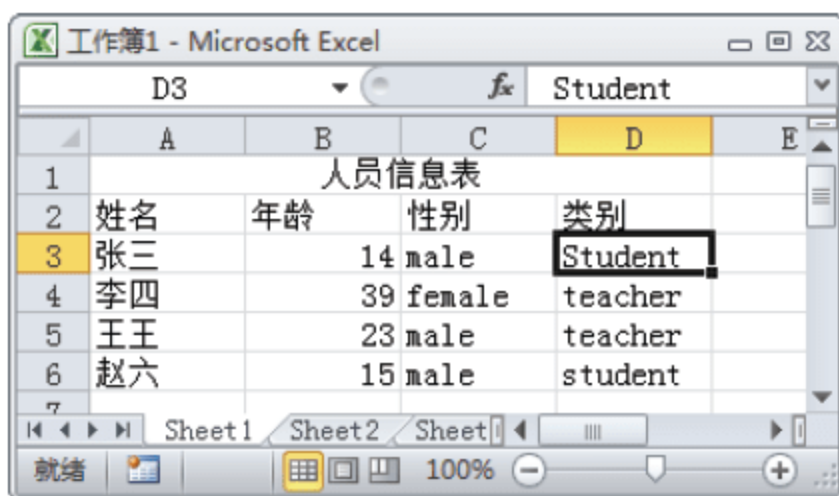 工作簿1 - Microsoft Excel
D3 fx Student
A B C D E
1 人员信息表
2 姓名 年龄 性别 类别
3 张三 14 male Student
4 李四 39 female teacher
5 王王 23 male teacher
6 赵六 15 male student
7
Sheet1 Sheet2 Sheet
就绪 100%